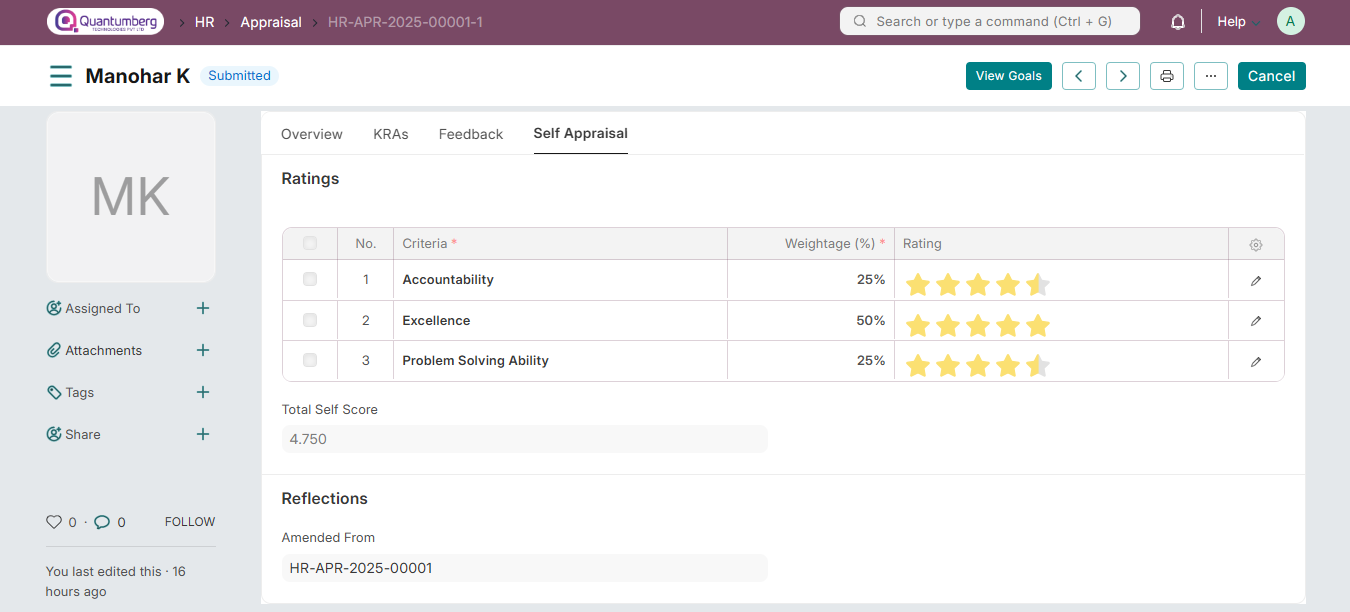 Quantumberg
TECHNOLOGIES PVT LTD
HR
Appraisal
HR-APR-2025-00001-1
Search or type a command (Ctrl + G)
Help
A
Manohar K
Submitted
View Goals
Cancel
MK
Assigned To
Attachments
Tags
Share
0 · 0 FOLLOW
You last edited this · 16
hours ago
Overview KRAs Feedback Self Appraisal
Ratings
No. Criteria * Weightage (%) * Rating
1 Accountability 25%
2 Excellence 50%
3 Problem Solving Ability 25%
Total Self Score
4.750
Reflections
Amended From
HR-APR-2025-00001